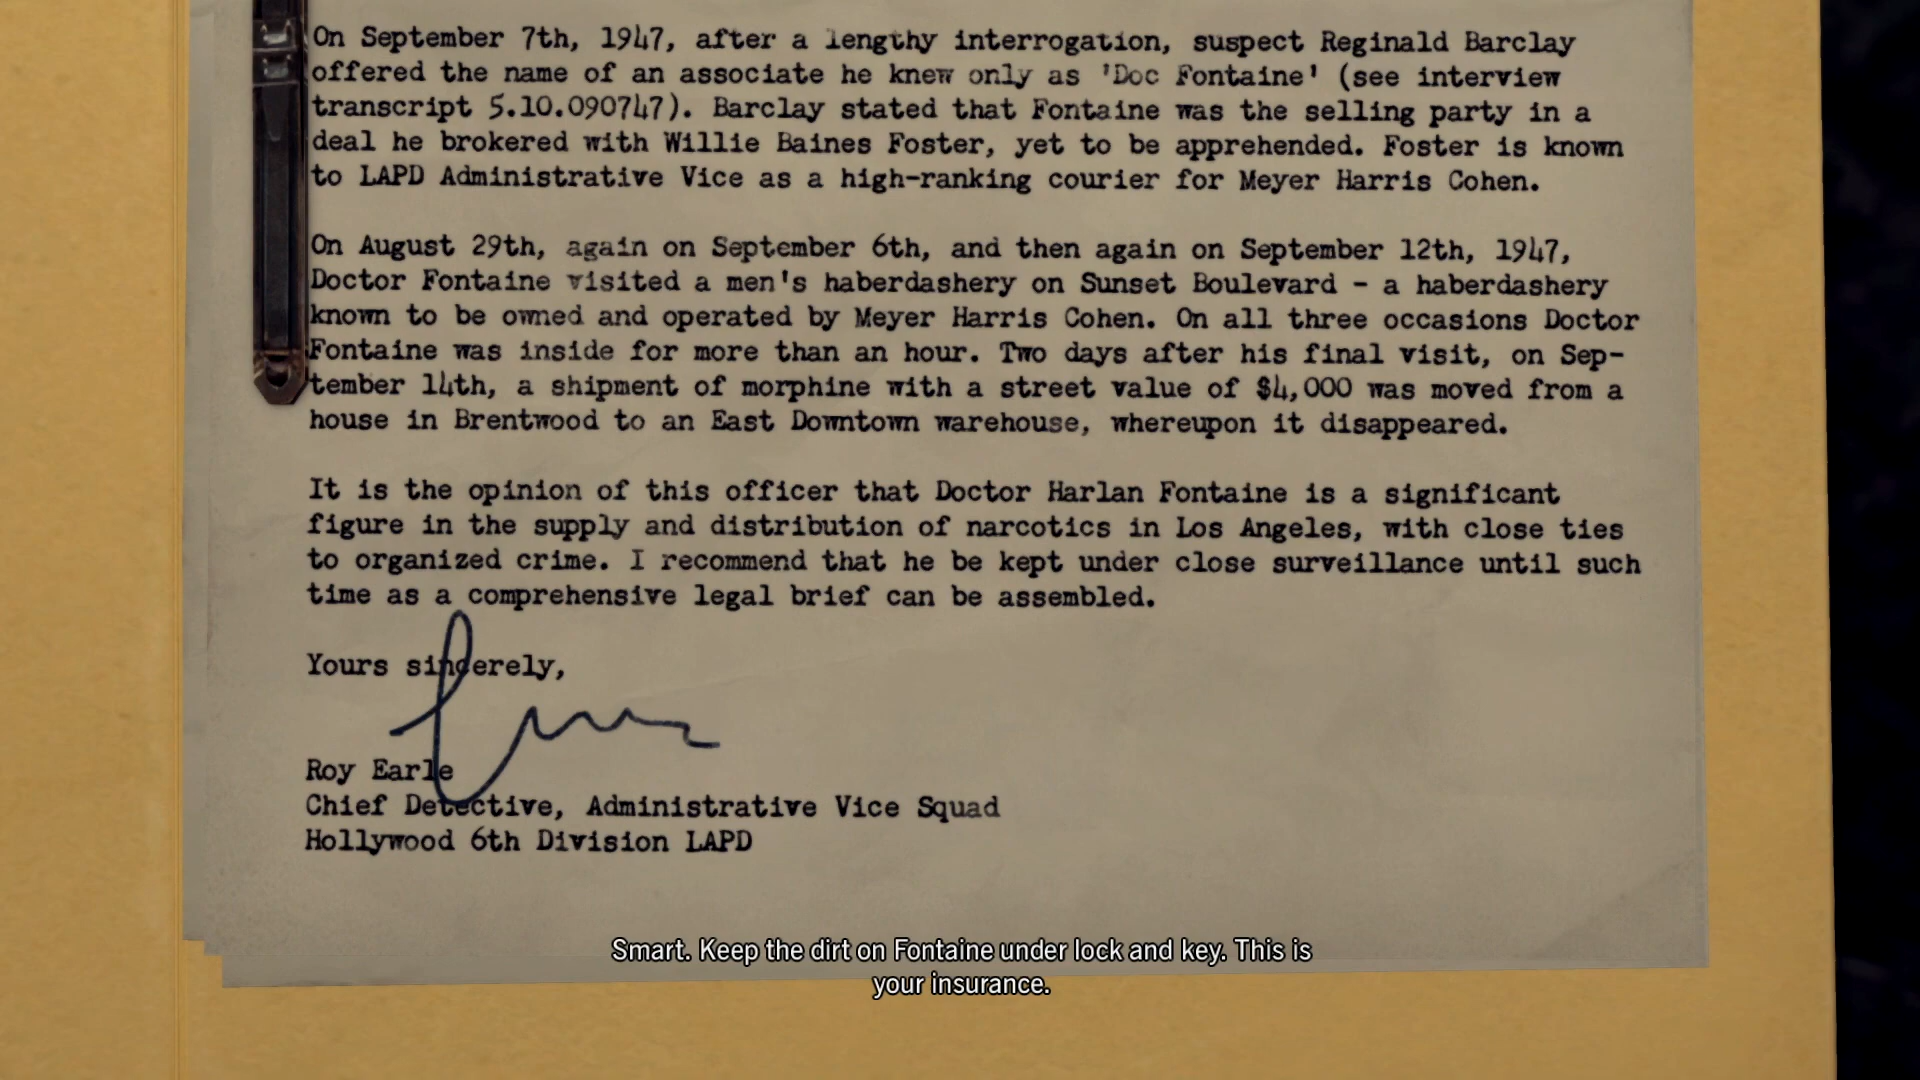 On September 7th, 1947, after a lengthy interrogation, suspect Reginald Barclay
offered the name of an associate he knew only as 'Doc Fontaine' (see interview
transcript 5.10.090747). Barclay stated that Fontaine was the selling party in a
deal he brokered with Willie Baines Foster, yet to be apprehended. Foster is known
to LAPD Administrative Vice as a high-ranking courier for Meyer Harris Cohen.
On August 29th, again on September 6th, and then again on September 12th, 1947,
Doctor Fontaine visited a men's haberdashery on Sunset Boulevard - a haberdashery
known to be owned and operated by Meyer Harris Cohen. On all three occasions Doctor
Fontaine was inside for more than an hour. Two days after his final visit, on Sep-
tember 14th, a shipment of morphine with a street value of $4,000 was moved from a
house in Brentwood to an East Downtown warehouse, whereupon it disappeared.
It is the opinion of this officer that Doctor Harlan Fontaine is a significant
figure in the supply and distribution of narcotics in Los Angeles, with close ties
to organized crime. I recommend that he be kept under close surveillance until such
time as a comprehensive legal brief can be assembled.
Yours sincerely,
Roy Earle
Chief Detective, Administrative Vice Squad
Hollywood 6th Division LAPD
Smart. Keep the dirt on Fontaine under lock and key. This is
your insurance.